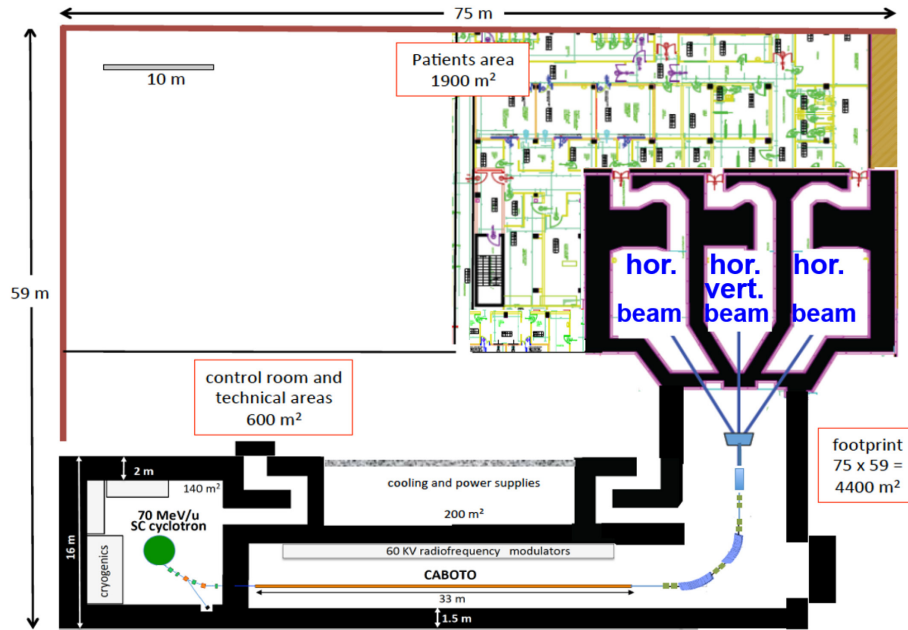 75 m
10 m
Patients area
1900 m²
59 m
hor.
beam
hor.
vert.
beam
hor.
beam
control room and
technical areas
600 m²
footprint
75 x 59 =
4400 m²
2 m
140 m²
70 MeV/u
SC cyclotron
cryogenics
16 m
cooling and power supplies
200 m²
60 KV radiofrequency modulators
CABOTO
33 m
1.5 m